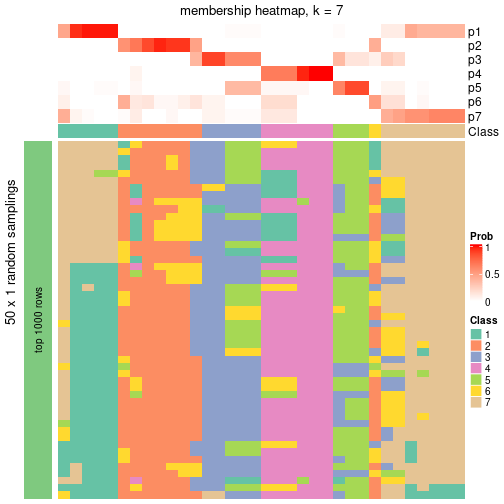 membership heatmap, k = 7
p1
p2
p3
p4
p5
p6
p7
Class
50 x 1 random samplings
top 1000 rows
Prob
1
0.5
0
Class
1
2
3
4
5
6
7